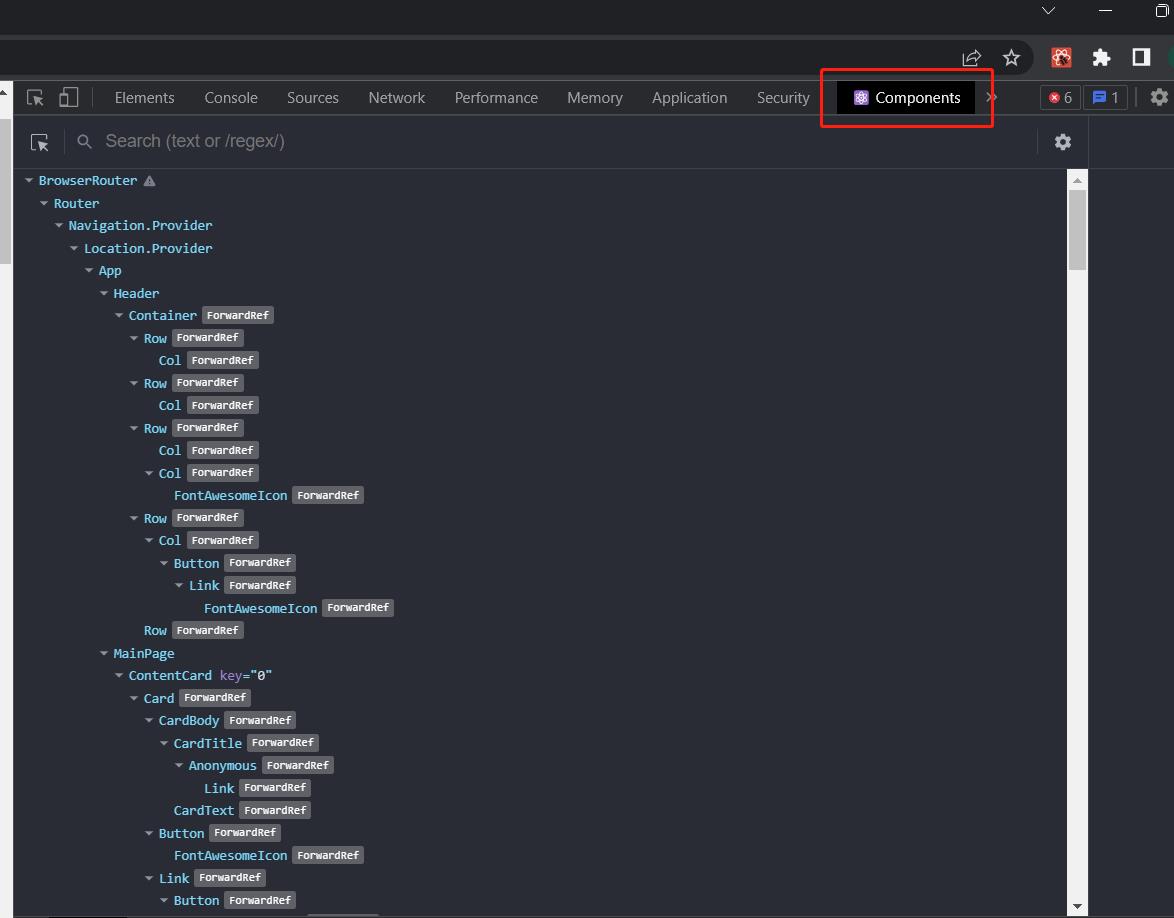 Elements Console Sources Network Performance Memory Application Security Components » 6 1
Search (text or /regex/)
BrowserRouter
Router
Navigation.Provider
Location.Provider
App
Header
Container ForwardRef
Row ForwardRef
Col ForwardRef
Row ForwardRef
Col ForwardRef
Row ForwardRef
Col ForwardRef
Col ForwardRef
FontAwesomeIcon ForwardRef
Row ForwardRef
Col ForwardRef
Button ForwardRef
Link ForwardRef
FontAwesomeIcon ForwardRef
Row ForwardRef
MainPage
ContentCard key="0"
Card ForwardRef
CardBody ForwardRef
CardTitle ForwardRef
Anonymous ForwardRef
Link ForwardRef
CardText ForwardRef
Button ForwardRef
FontAwesomeIcon ForwardRef
Link ForwardRef
Button ForwardRef